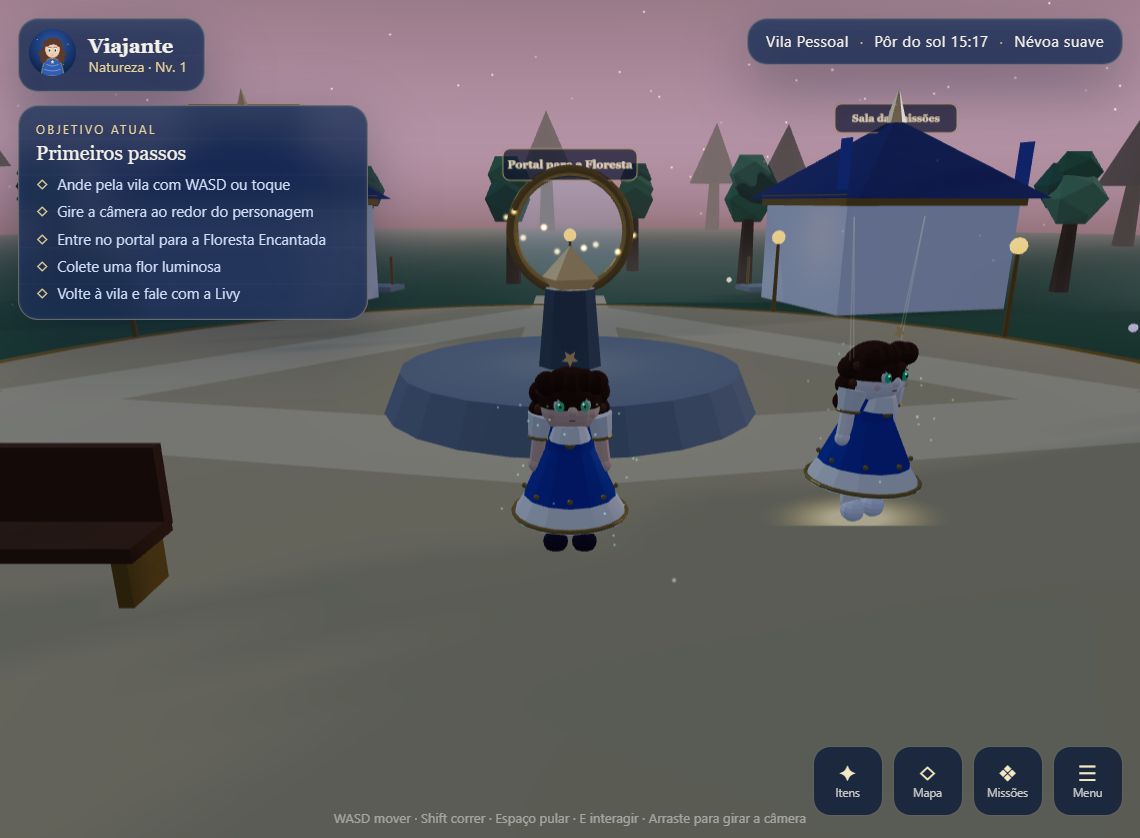 Viajante
Natureza · Nv. 1
Vila Pessoal · Pôr do sol 15:17 · Névoa suave
OBJETIVO ATUAL
Primeiros passos
Ande pela vila com WASD ou toque
Gire a câmera ao redor do personagem
Entre no portal para a Floresta Encantada
Colete uma flor luminosa
Volte à vila e fale com a Livy
Portal para a Floresta
Sala das Missões
Itens
Mapa
Missões
Menu
WASD mover · Shift correr · Espaço pular · E interagir · Arraste para girar a câmera